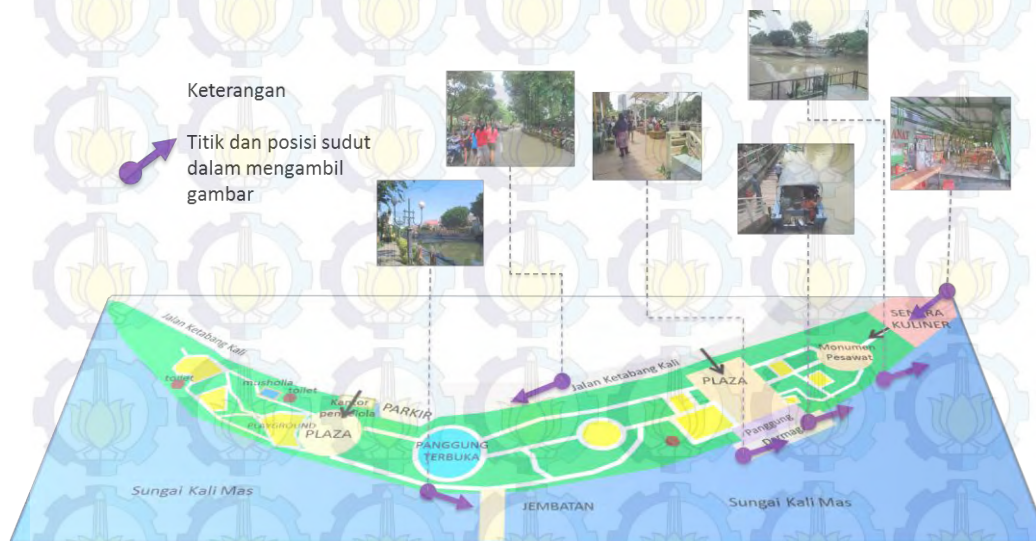 Keterangan
Titik dan posisi sudut
dalam mengambil
gambar
ANAT
SENTRA
KULINER
Jalan Ketabang Kali
Monumen
Pesawat
Jalan Ketabang Kali
PLAZA
toilet
musholla
toilet
Kantor
pengelola
PARKIR
PLAYGROUND
PLAZA
PANGGUNG
TERBUKA
Panggung
Dermaga
Sungai Kali Mas
JEMBATAN
Sungai Kali Mas